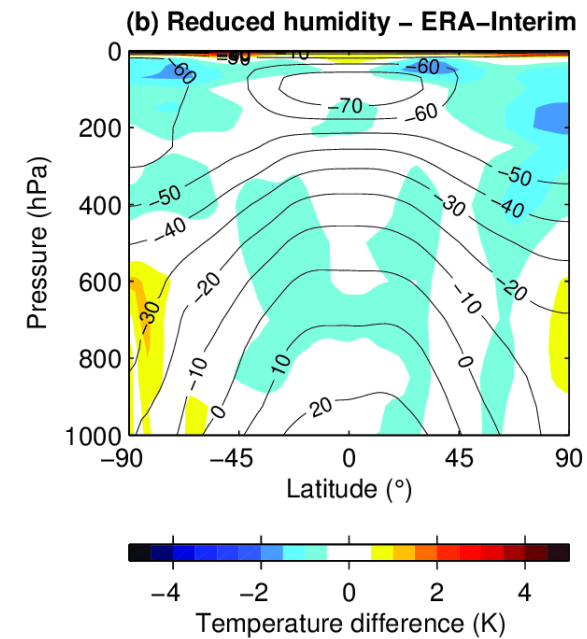 (b) Reduced humidity − ERA−Interim
0
200
400
600
800
1000
Pressure (hPa)
−90 −10
−60 −60
−70 −60
−50 −50
−40 −30 −40
−20 −20
−30 −10
−10 10 0
0 20
−90 −45 0 45 90
Latitude (°)
−4 −2 0 2 4
Temperature difference (K)